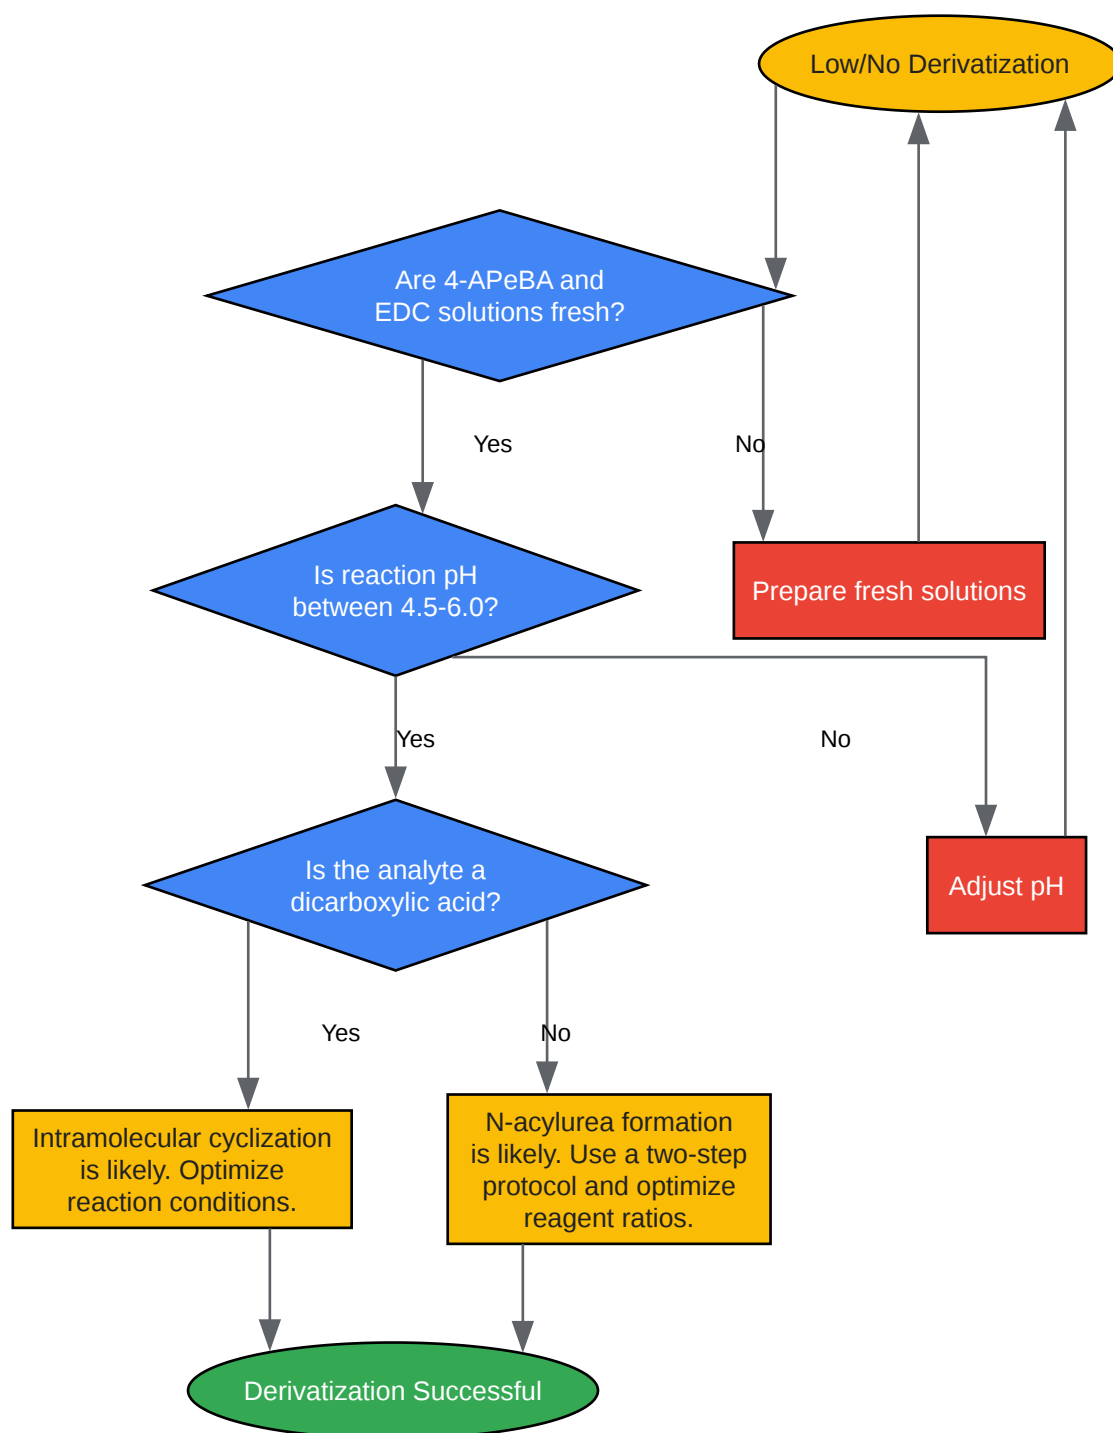 Low/No Derivatization
Are 4-APeBA and
EDC solutions fresh?
Yes
No
Is reaction pH
between 4.5-6.0?
Prepare fresh solutions
Yes
No
Is the analyte a
dicarboxylic acid?
Adjust pH
Yes
No
Intramolecular cyclization
is likely. Optimize
reaction conditions.
N-acylurea formation
is likely. Use a two-step
protocol and optimize
reagent ratios.
Derivatization Successful